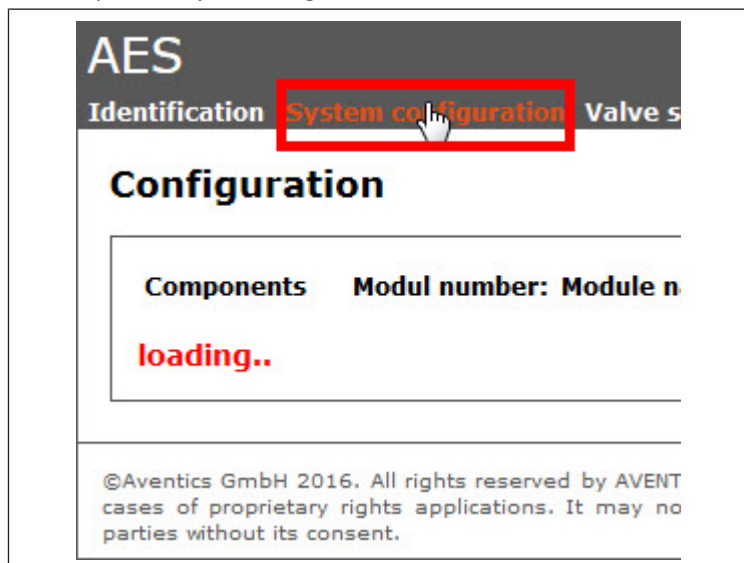 AES
Identification System configuration Valve s
Configuration
Components Modul number: Module n
loading..
©Aventics GmbH 2016. All rights reserved by AVENT
cases of proprietary rights applications. It may no
parties without its consent.